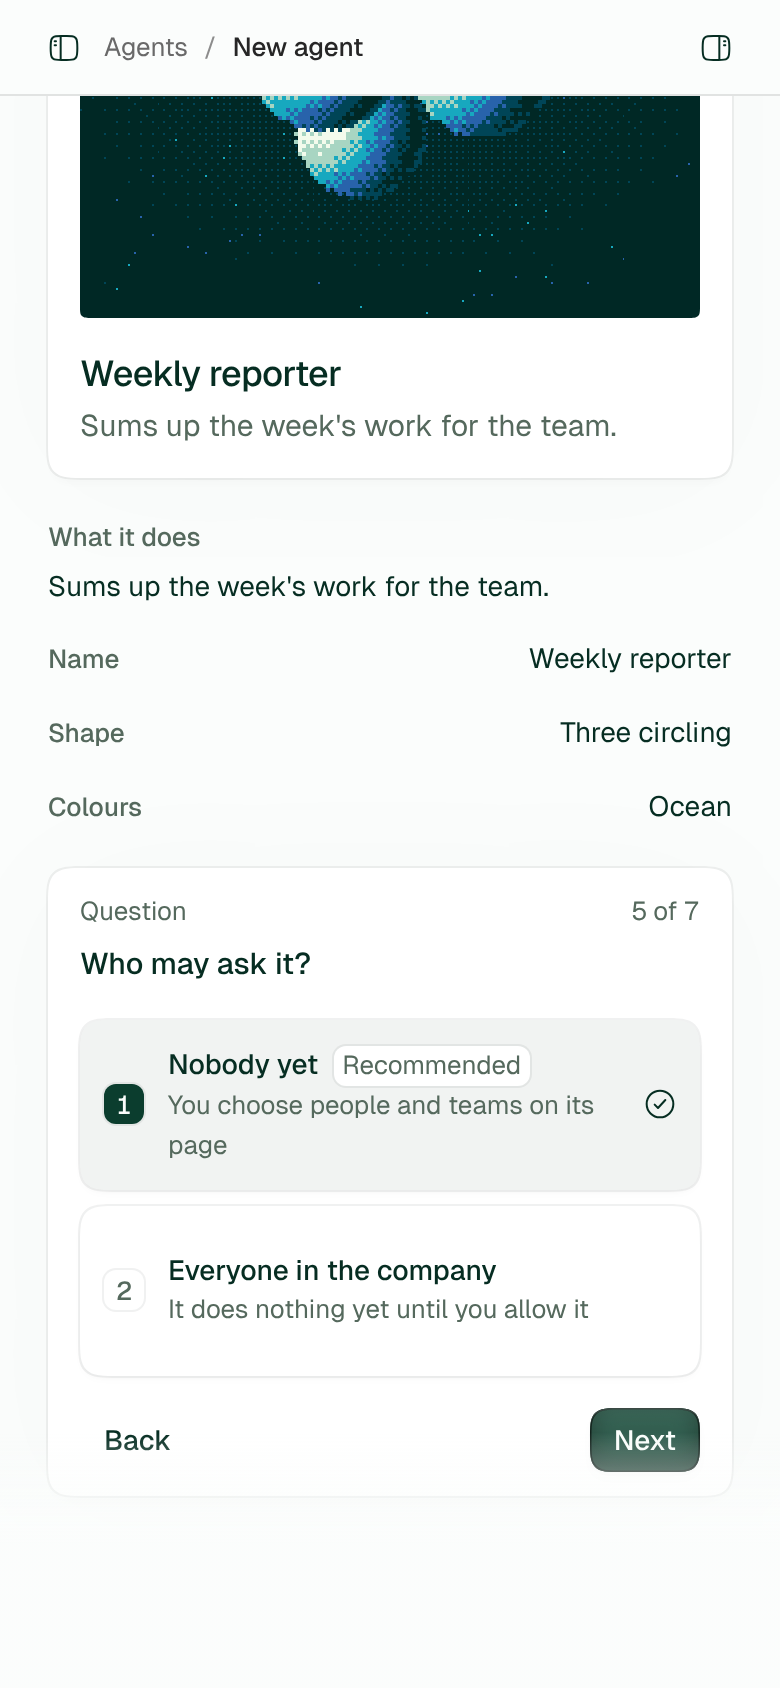 Agents / New agent
Weekly reporter
Sums up the week's work for the team.
What it does
Sums up the week's work for the team.
Name Weekly reporter
Shape Three circling
Colours Ocean
Question 5 of 7
Who may ask it?
Nobody yet Recommended
1 You choose people and teams on its
page
Everyone in the company
2 It does nothing yet until you allow it
Back Next